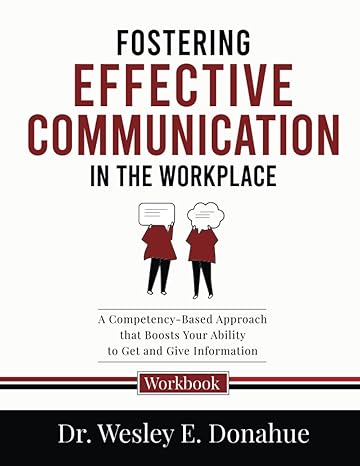 FOSTERING
EFFECTIVE
COMMUNICATION
IN THE WORKPLACE
A Competency-Based Approach
that Boosts Your Ability
to Get and Give Information
Workbook
Dr. Wesley E. Donahue